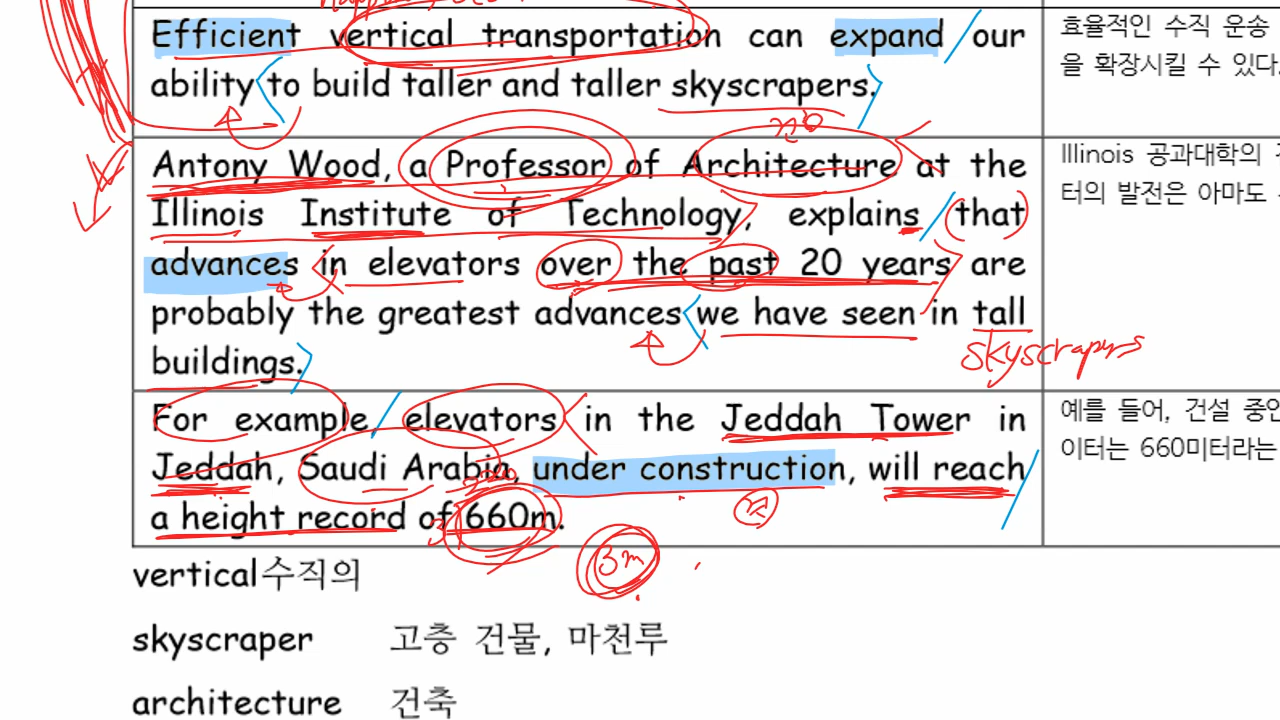 Efficient vertical transportation can expand our
효율적인 수직 운송
ability to build taller and taller skyscrapers.
을 확장시킬 수 있다.
Antony Wood, a Professor of Architecture at the
Illinois 공과대학의
Illinois Institute of Technology, explains that
터의 발전은 아마도
advances in elevators over the past 20 years are
probably the greatest advances we have seen in tall
skyscrapers
buildings.
For example, elevators in the Jeddah Tower in
예를 들어, 건설 중인
Jeddah, Saudi Arabia, under construction, will reach
이터는 660미터라는
a height record of 660m.
3m
vertical수직의
skyscraper 고층 건물, 마천루
architecture 건축